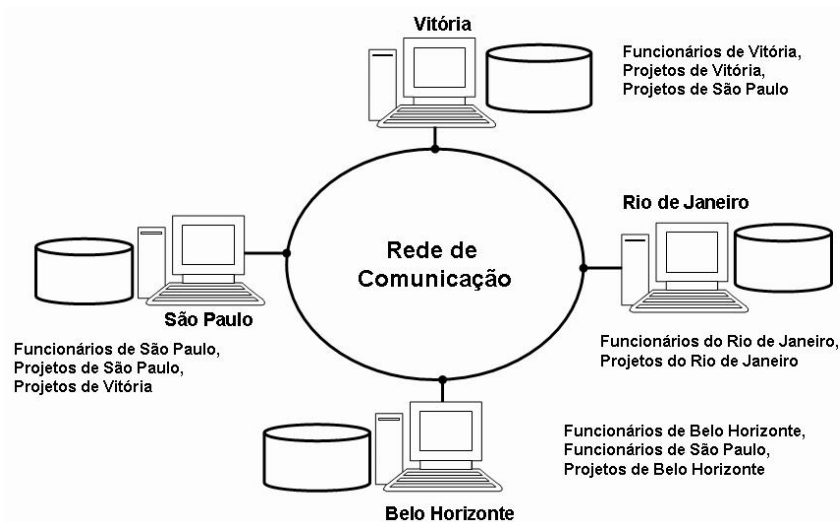 Vitória
Funcionários de Vitória,
Projetos de Vitória,
Projetos de São Paulo
Rio de Janeiro
Rede de
Comunicação
São Paulo
Funcionários de São Paulo,
Projetos de São Paulo,
Projetos de Vitória
Funcionários do Rio de Janeiro,
Projetos do Rio de Janeiro
Funcionários de Belo Horizonte,
Funcionários de São Paulo,
Projetos de Belo Horizonte
Belo Horizonte